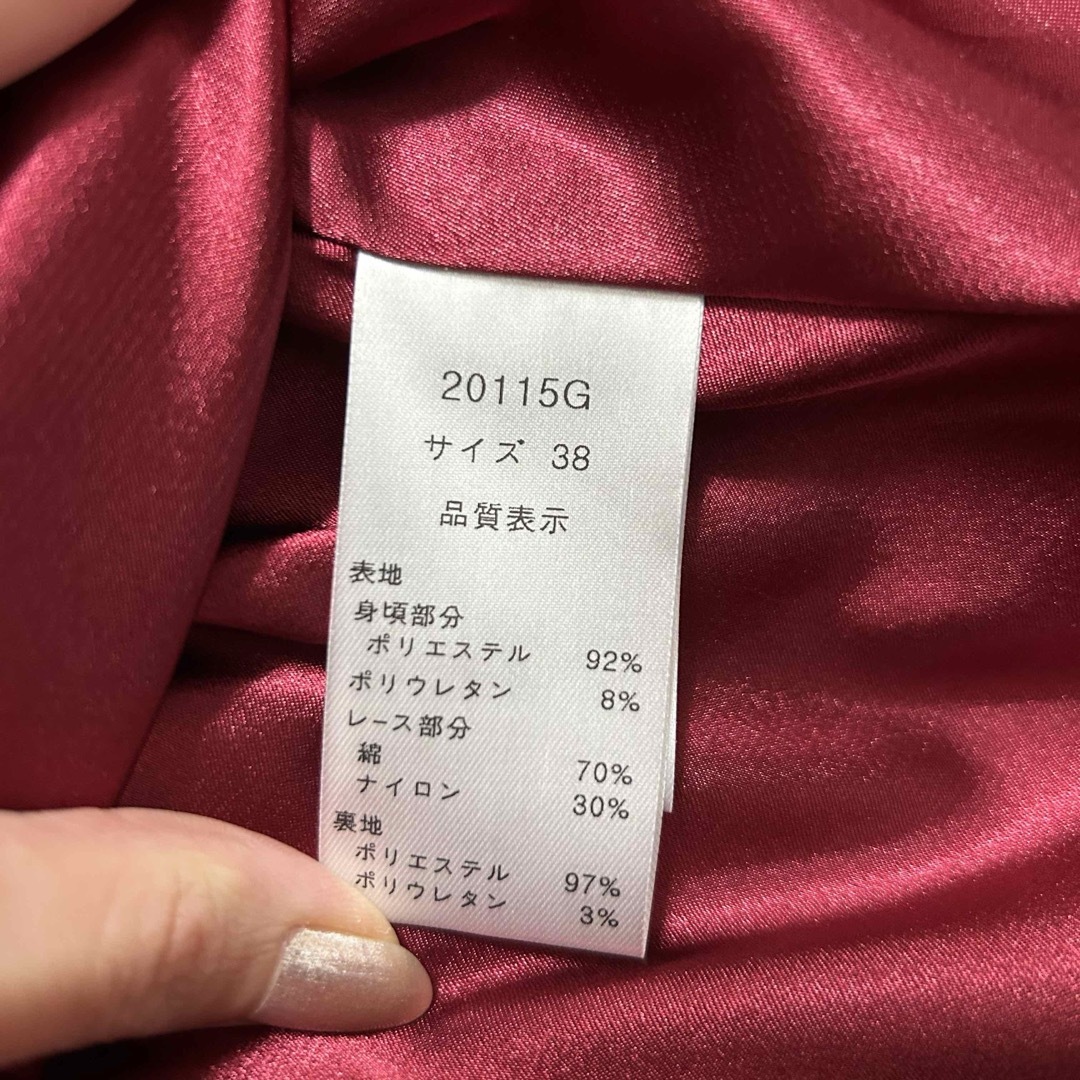 20115G
サイズ 38
品質表示
表地
身頃部分
ポリエステル 92%
ポリウレタン 8%
レース部分
綿 70%
ナイロン 30%
裏地
ポリエステル 97%
ポリウレタン 3%